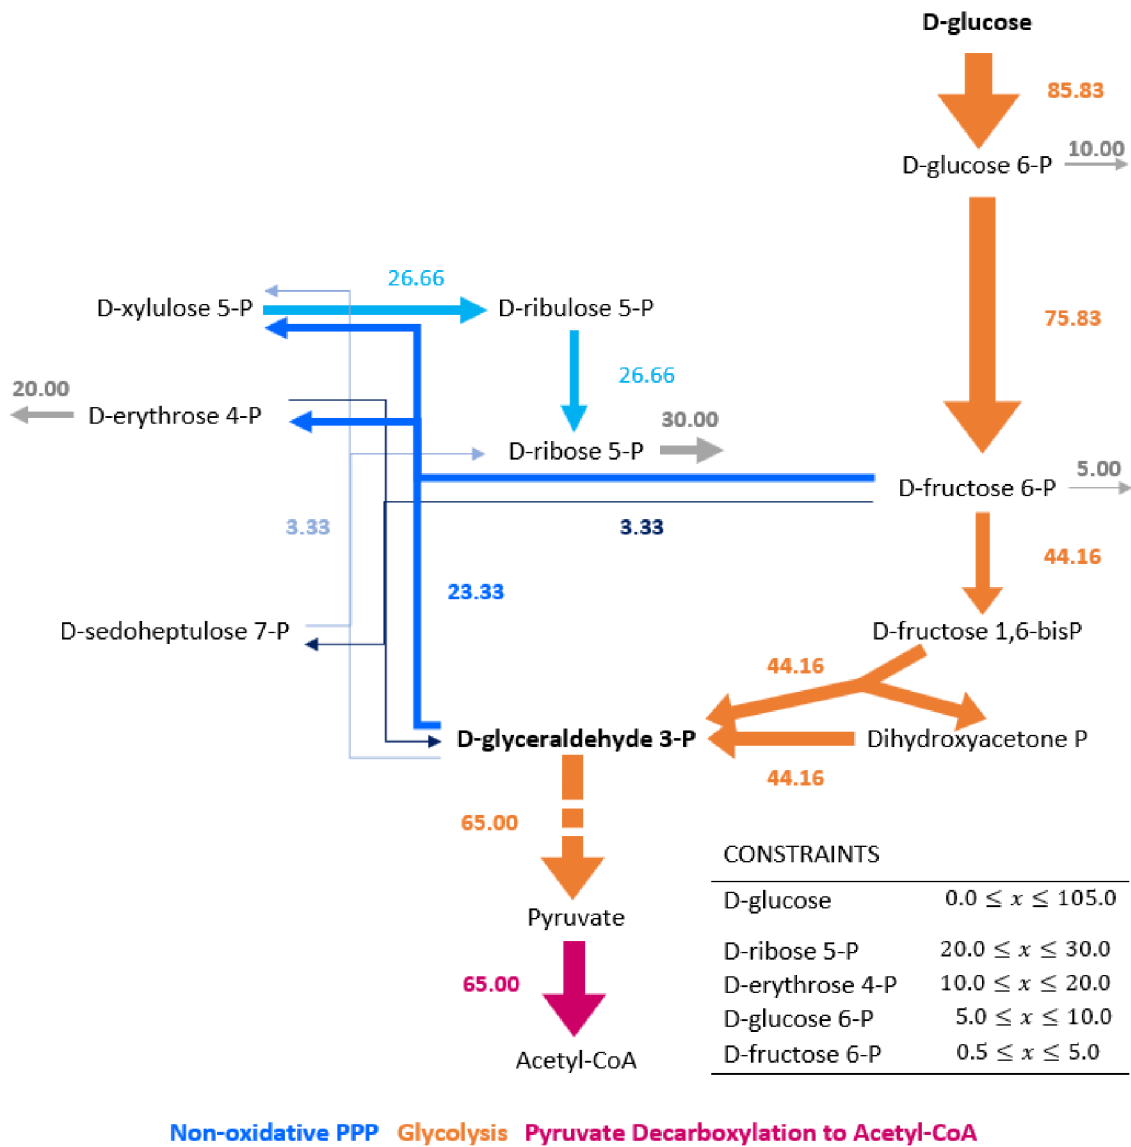 D-glucose
85.83
10.00
D-glucose 6-P
26.66
D-xylulose 5-P
D-ribulose 5-P
75.83
20.00
26.66
D-erythrose 4-P
30.00
D-ribose 5-P
5.00
D-fructose 6-P
3.33
3.33
44.16
23.33
D-sedoheptulose 7-P
D-fructose 1,6-bisP
44.16
D-glyceraldehyde 3-P
Dihydroxyacetone P
44.16
65.00
CONSTRAINTS
D-glucose 0.0 ≤ x ≤ 105.0
Pyruvate
D-ribose 5-P 20.0 ≤ x ≤ 30.0
65.00
D-erythrose 4-P 10.0 ≤ x ≤ 20.0
D-glucose 6-P 5.0 ≤ x ≤ 10.0
D-fructose 6-P 0.5 ≤ x ≤ 5.0
Acetyl-CoA
Non-oxidative PPP Glycolysis Pyruvate Decarboxylation to Acetyl-CoA